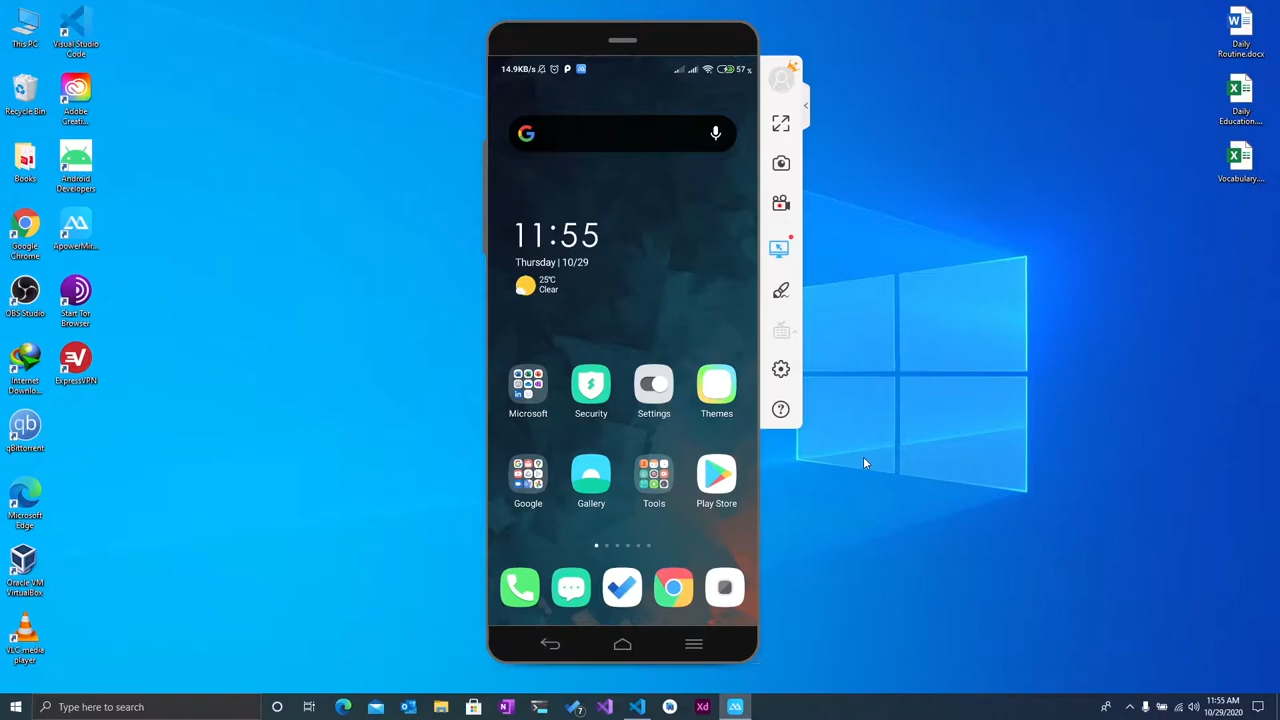 This PC
Visual Studio
Code
Recycle Bin
Adobe
Creati...
Books
Android
Developers
Google
Chrome
ApowerMir...
OBS Studio
Start Tor
Browser
Internet
Downlo...
ExpressVPN
qBittorrent
Microsoft
Edge
Oracle VM
VirtualBox
VLC media
player
14.9KB/s
57 %
11:55
Thursday | 10/29
25℃
Clear
Microsoft
Security
Settings
Themes
Google
Gallery
Tools
Play Store
Daily
Routine.docx
Daily
Education....
Vocabulary....
Type here to search
11:55 AM
10/29/2020